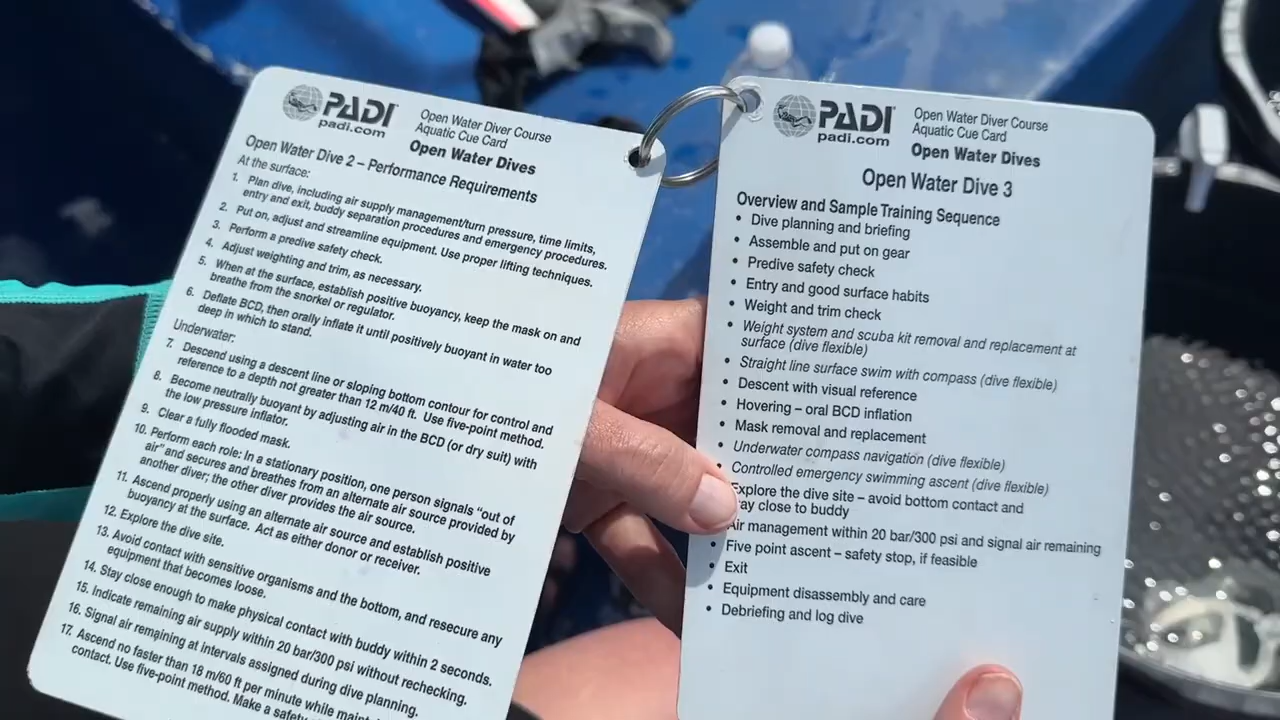 PADI
padi.com
Open Water Diver Course
Aquatic Cue Card
Open Water Dives
Open Water Dive 2 – Performance Requirements
At the surface:
1. Plan dive, including air supply management/turn pressure, time limits,
entry and exit, buddy separation procedures and emergency procedures.
2. Put on, adjust and streamline equipment. Use proper lifting techniques.
3. Perform a predive safety check.
4. Adjust weighting and trim, as necessary.
5. When at the surface, establish positive buoyancy, keep the mask on and
breathe from the snorkel or regulator.
6. Deflate BCD, then orally inflate it until positively buoyant in water too
deep in which to stand.
Underwater:
7. Descend using a descent line or sloping bottom contour for control and
reference to a depth not greater than 12 m/40 ft. Use five-point method.
8. Become neutrally buoyant by adjusting air in the BCD (or dry suit) with
the low pressure inflator.
9. Clear a fully flooded mask.
10. Perform each role: In a stationary position, one person signals "out of
air" and secures and breathes from an alternate air source provided by
another diver; the other diver provides the air source.
11. Ascend properly using an alternate air source and establish positive
buoyancy at the surface. Act as either donor or receiver.
12. Explore the dive site.
13. Avoid contact with sensitive organisms and the bottom, and resecure any
equipment that becomes loose.
14. Stay close enough to make physical contact with buddy within 2 seconds.
15. Indicate remaining air supply within 20 bar/300 psi without rechecking.
16. Signal air remaining at intervals assigned during dive planning.
17. Ascend no faster than 18 m/60 ft per minute while
contact. Use five-point method. Make a safety
PADI
padi.com
Open Water Diver Course
Aquatic Cue Card
Open Water Dives
Open Water Dive 3
Overview and Sample Training Sequence
• Dive planning and briefing
• Assemble and put on gear
• Predive safety check
• Entry and good surface habits
• Weight and trim check
• Weight system and scuba kit removal and replacement at
surface (dive flexible)
• Straight line surface swim with compass (dive flexible)
• Descent with visual reference
• Hovering – oral BCD inflation
• Mask removal and replacement
• Underwater compass navigation (dive flexible)
• Controlled emergency swimming ascent (dive flexible)
Explore the dive site – avoid bottom contact and
close to buddy
Air management within 20 bar/300 psi and signal air remaining
• Five point ascent – safety stop, if feasible
• Exit
• Equipment disassembly and care
• Debriefing and log dive